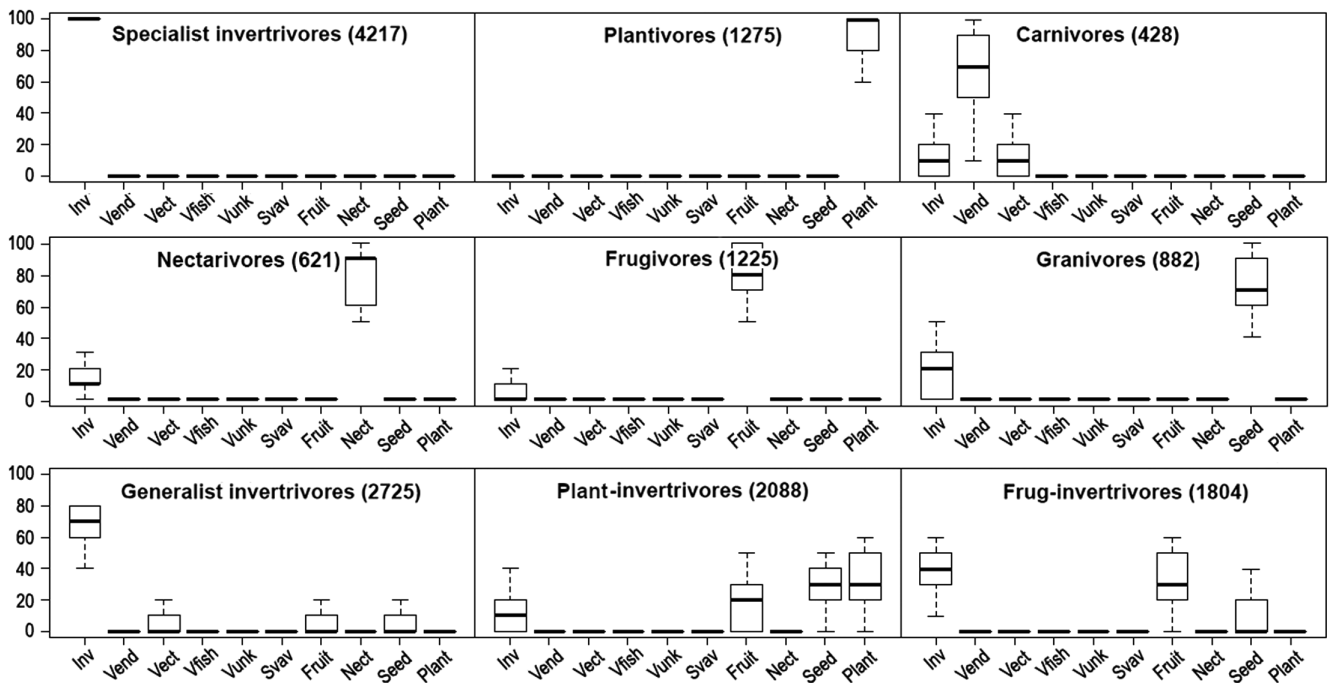 100 Specialist invertrivores (4217) Plantivores (1275) Carnivores (428)
80
60
40
20
0
Inv Vend Vect Vfish Vunk Svav Fruit Nect Seed Plant Inv Vend Vect Vfish Vunk Svav Fruit Nect Seed Plant Inv Vend Vect Vfish Vunk Svav Fruit Nect Seed Plant
100 Nectarivores (621) Frugivores (1225) Granivores (882)
80
60
40
20
0
Inv Vend Vect Vfish Vunk Svav Fruit Nect Seed Plant Inv Vend Vect Vfish Vunk Svav Fruit Nect Seed Plant Inv Vend Vect Vfish Vunk Svav Fruit Nect Seed Plant
100 Generalist invertrivores (2725) Plant-invertrivores (2088) Frug-invertrivores (1804)
80
60
40
20
0
Inv Vend Vect Vfish Vunk Svav Fruit Nect Seed Plant Inv Vend Vect Vfish Vunk Svav Fruit Nect Seed Plant Inv Vend Vect Vfish Vunk Svav Fruit Nect Seed Plant